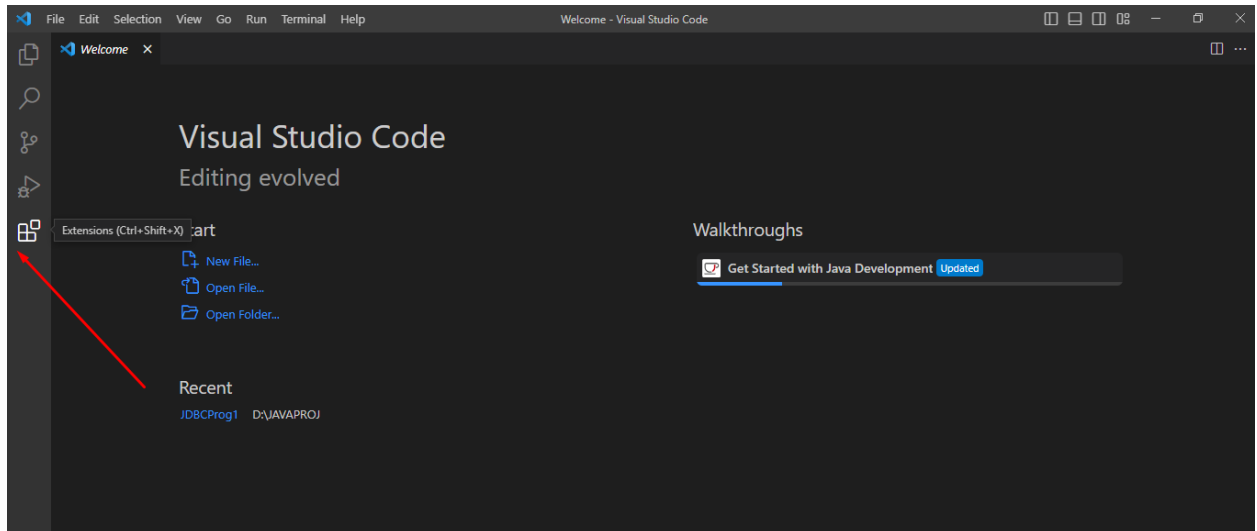 File Edit Selection View Go Run Terminal Help Welcome - Visual Studio Code
Welcome
Visual Studio Code
Editing evolved
Extensions (Ctrl+Shift+X)
tart
New File...
Open File...
Open Folder...
Recent
JDBCProg1 D:\JAVAPROJ
Walkthroughs
Get Started with Java Development Updated